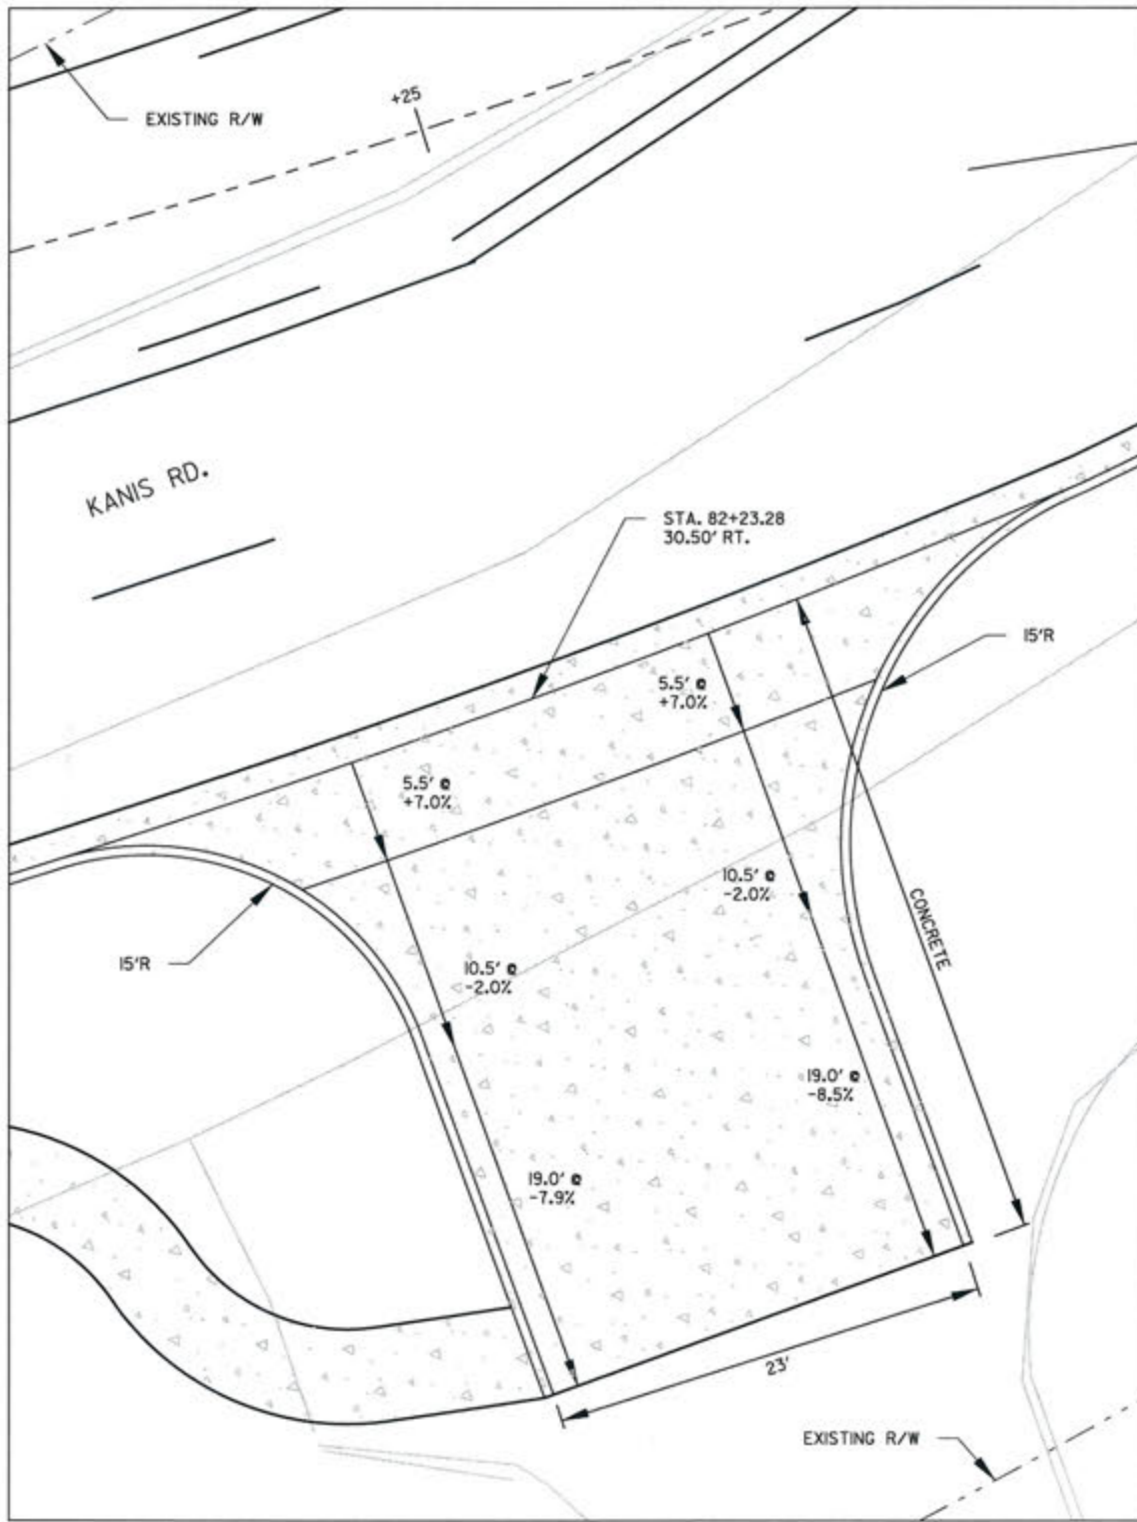 +25
EXISTING R/W
KANIS RD.
STA. 82+23.28
30.50' RT.
15'R
5.5' @
+7.0%
5.5' @
+7.0%
10.5' @
-2.0%
CONCRETE
15'R
10.5' @
-2.0%
19.0' @
-8.5%
19.0' @
-7.9%
23'
EXISTING R/W